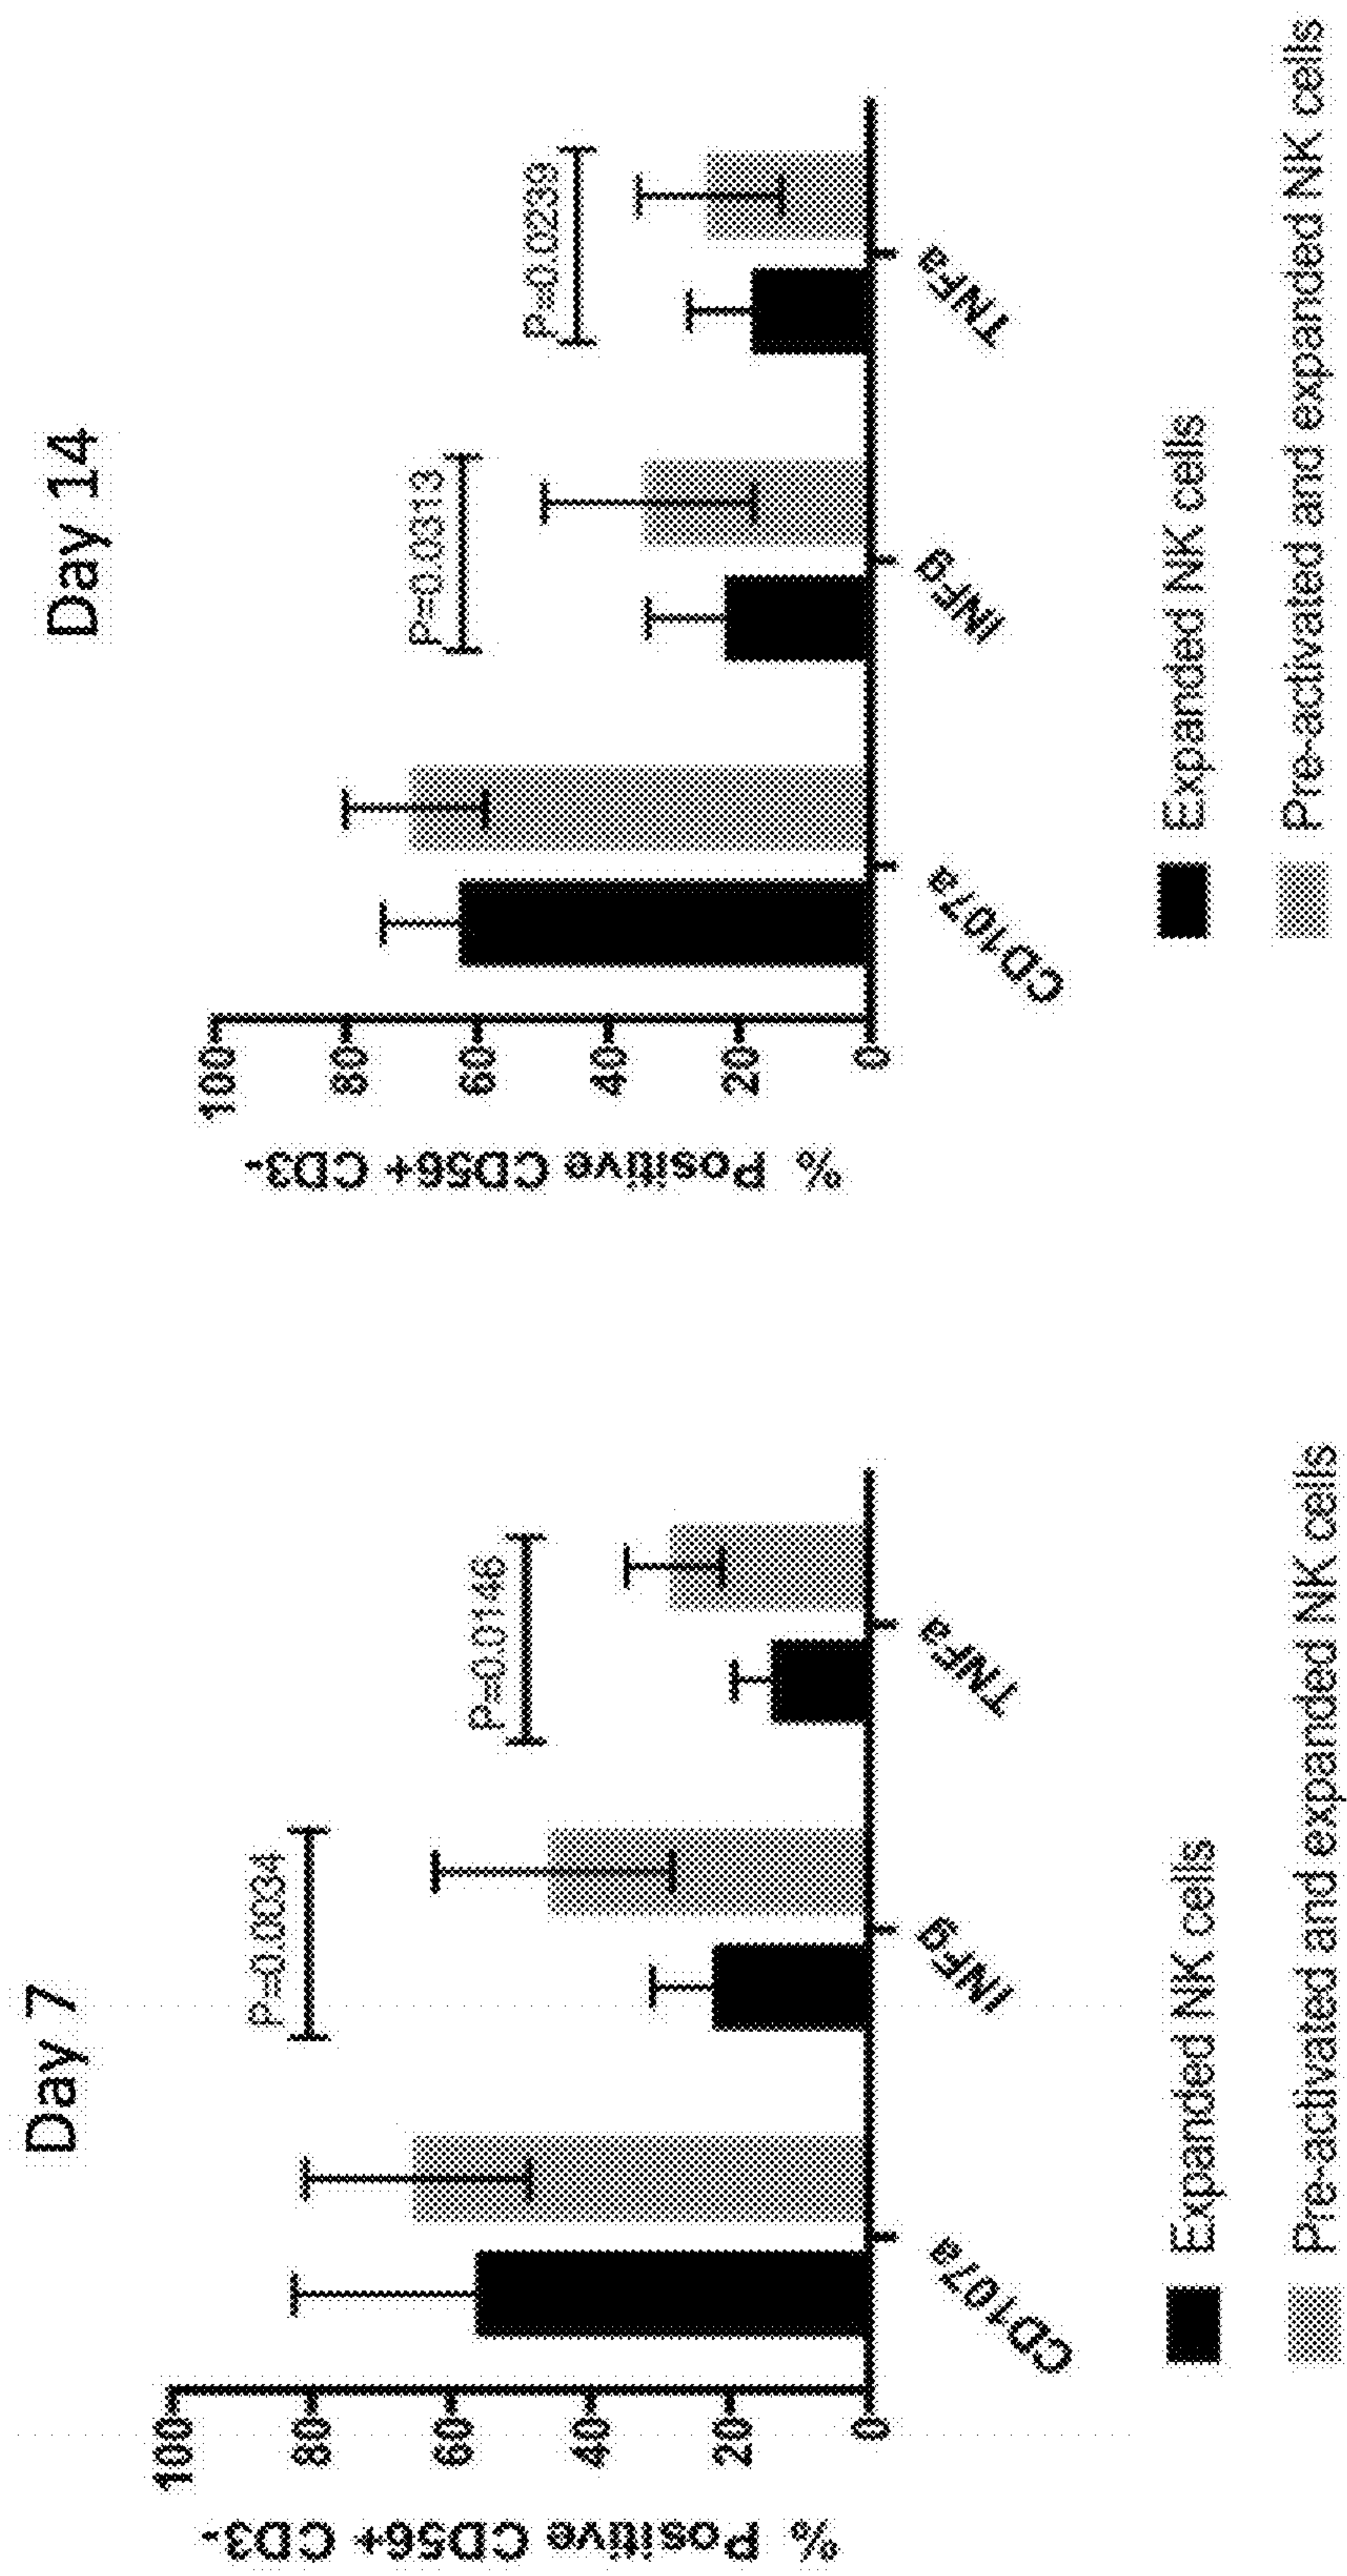 Day 7
% Positive CD56+ CD3-
100
80
60
40
20
0
P=0.0034
P=0.0146
CD107a
INFg
TNFa
Expanded NK cells
Pre-activated and expanded NK cells
Day 14
% Positive CD56+ CD3-
100
80
60
40
20
0
P=0.0313
P=0.0239
CD107a
INFg
TNFa
Expanded NK cells
Pre-activated and expanded NK cells